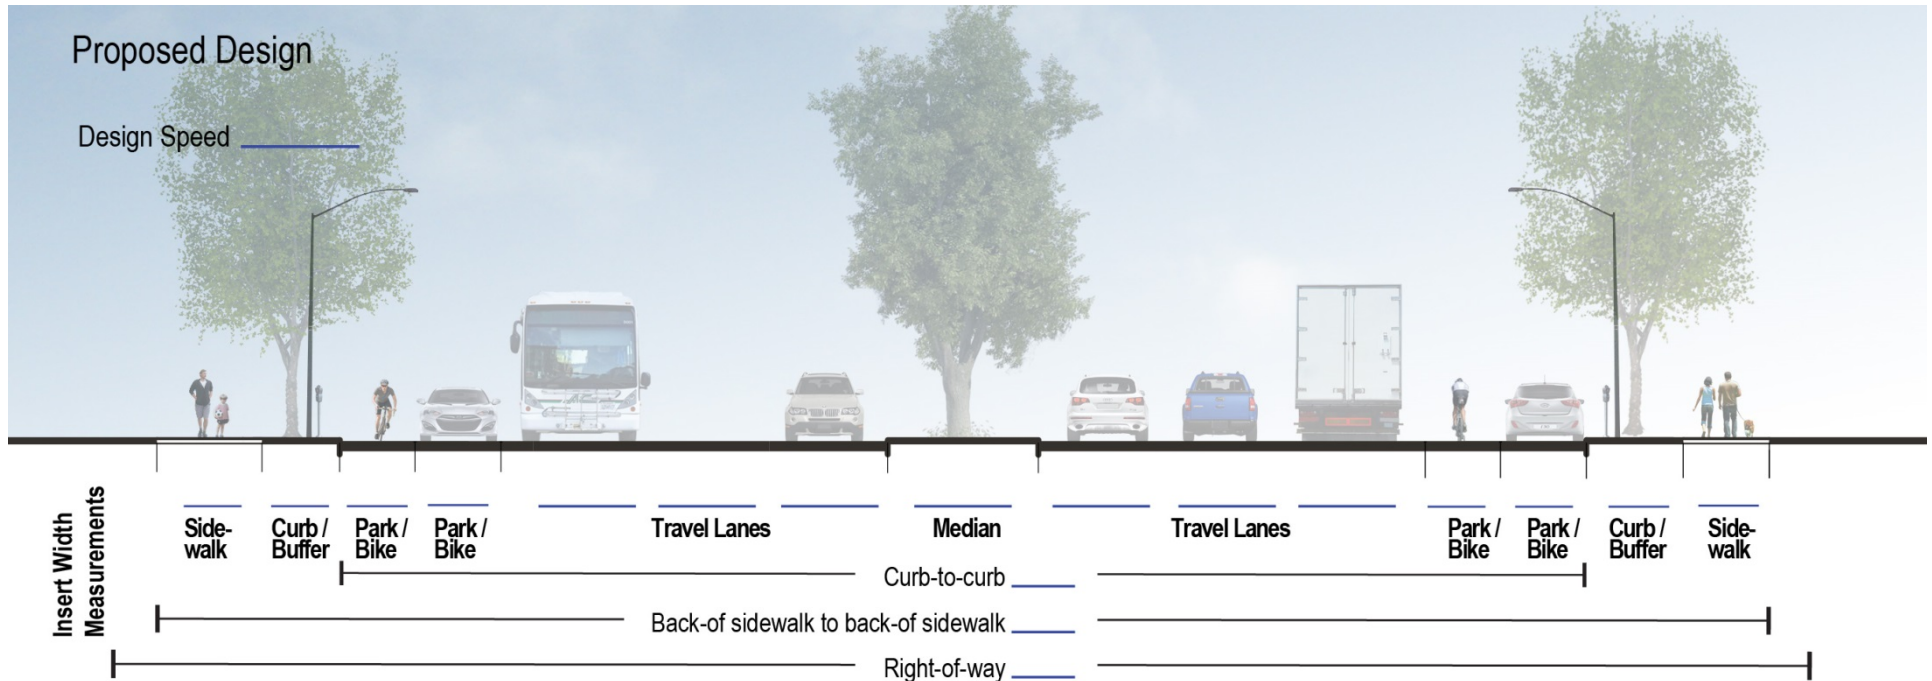 Proposed Design
Design Speed
Insert Width
Measurements
Side-
walk
Curb /
Buffer
Park /
Bike
Park /
Bike
Travel Lanes
Median
Travel Lanes
Park /
Bike
Park /
Bike
Curb /
Buffer
Side-
walk
Curb-to-curb
Back-of sidewalk to back-of sidewalk
Right-of-way